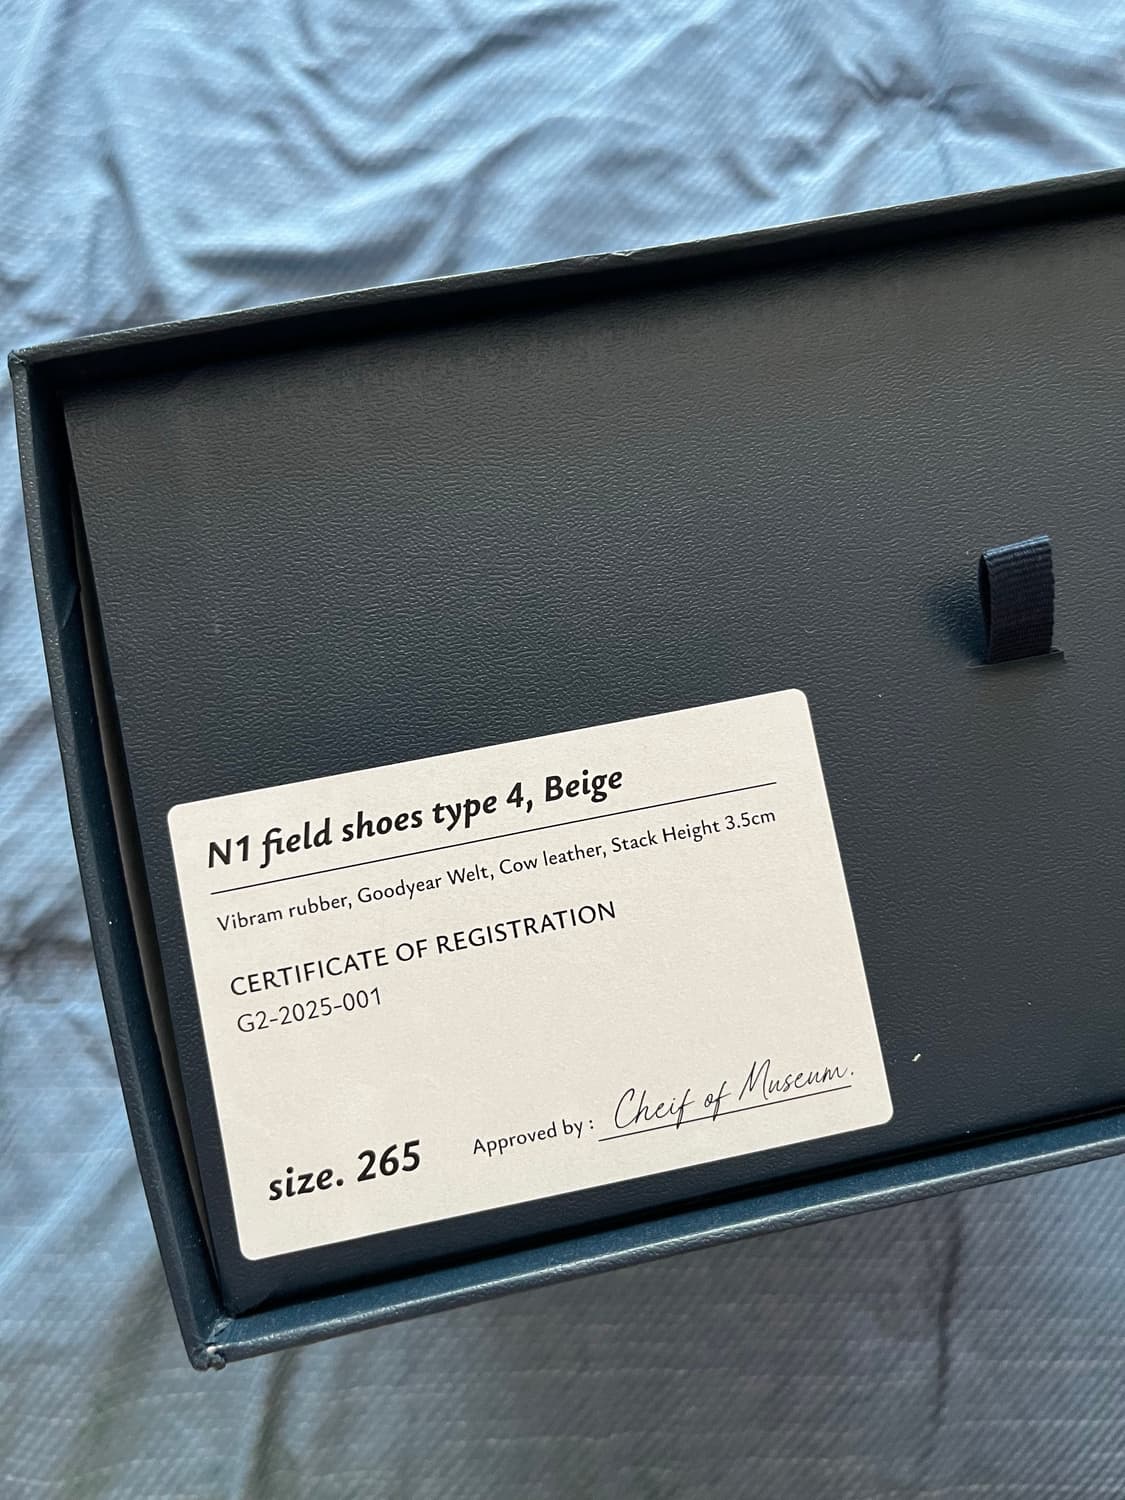 N1 field shoes type 4, Beige
Vibram rubber, Goodyear Welt, Cow leather, Stack Height 3.5cm
CERTIFICATE OF REGISTRATION
G2-2025-001
size. 265
Approved by : Cheif of Museum.